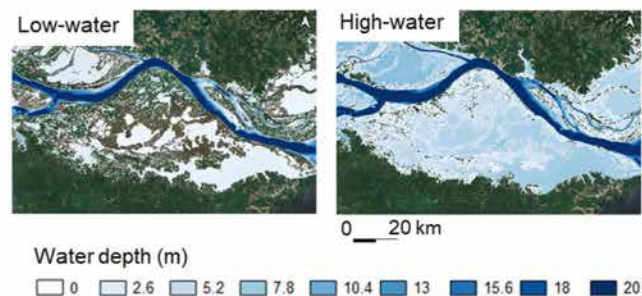 Low-water
High-water
0 20 km
Water depth (m)
0 2.6 5.2 7.8 10.4 13 15.6 18 20